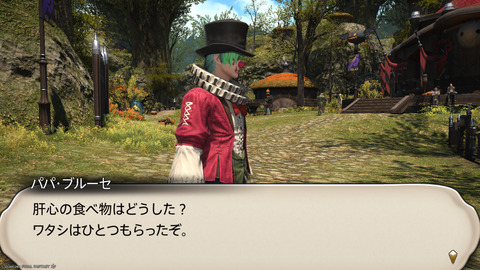 パパ・ブルーセ
肝心の食べ物はどうした？
ワタシはひとつもらったぞ。